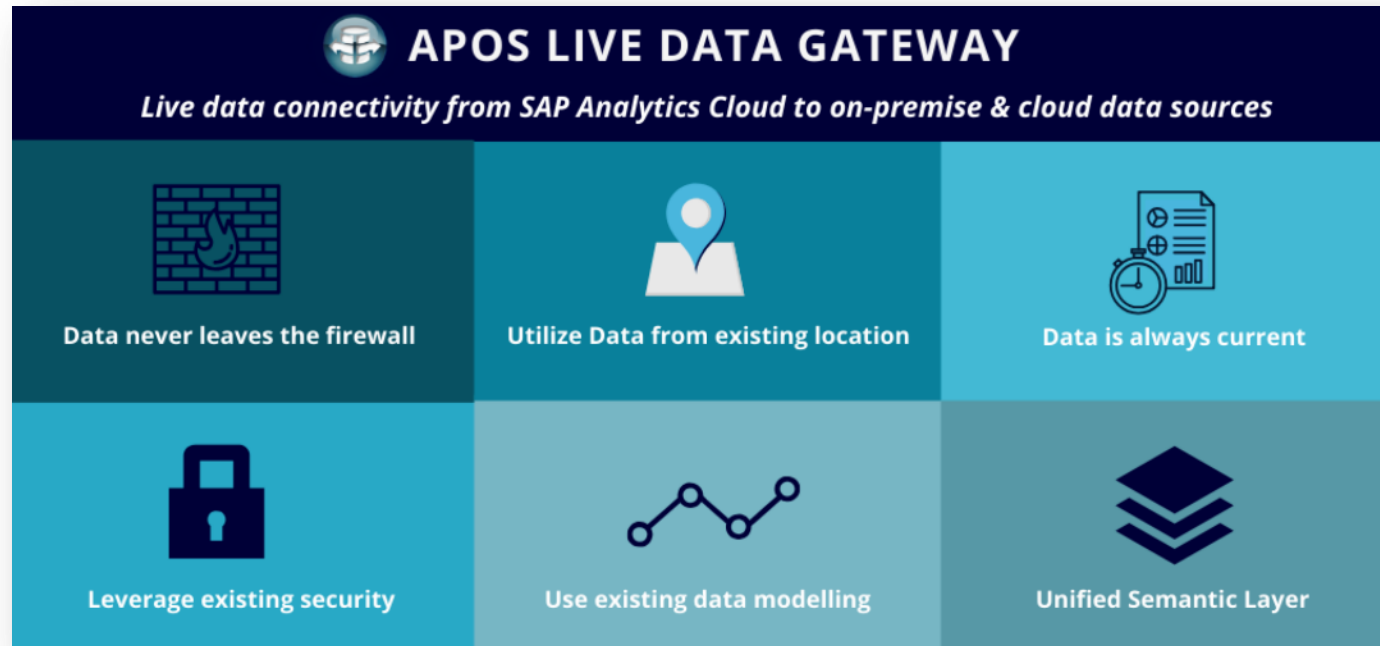 APOS LIVE DATA GATEWAY
Live data connectivity from SAP Analytics Cloud to on-premise & cloud data sources
Data never leaves the firewall
Utilize Data from existing location
Data is always current
Leverage existing security
Use existing data modelling
Unified Semantic Layer